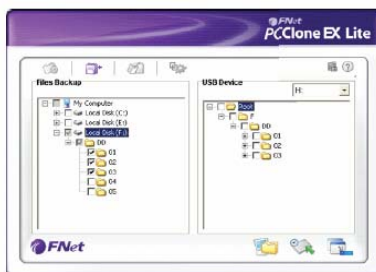 FNet
PCClone EX Lite
Files Backup
USB Device
H:
My Computer
Local Disk (C:)
Local Disk (E:)
Local Disk (F:)
DD
01
02
03
04
05
Root
F
DD
01
02
03
FNet